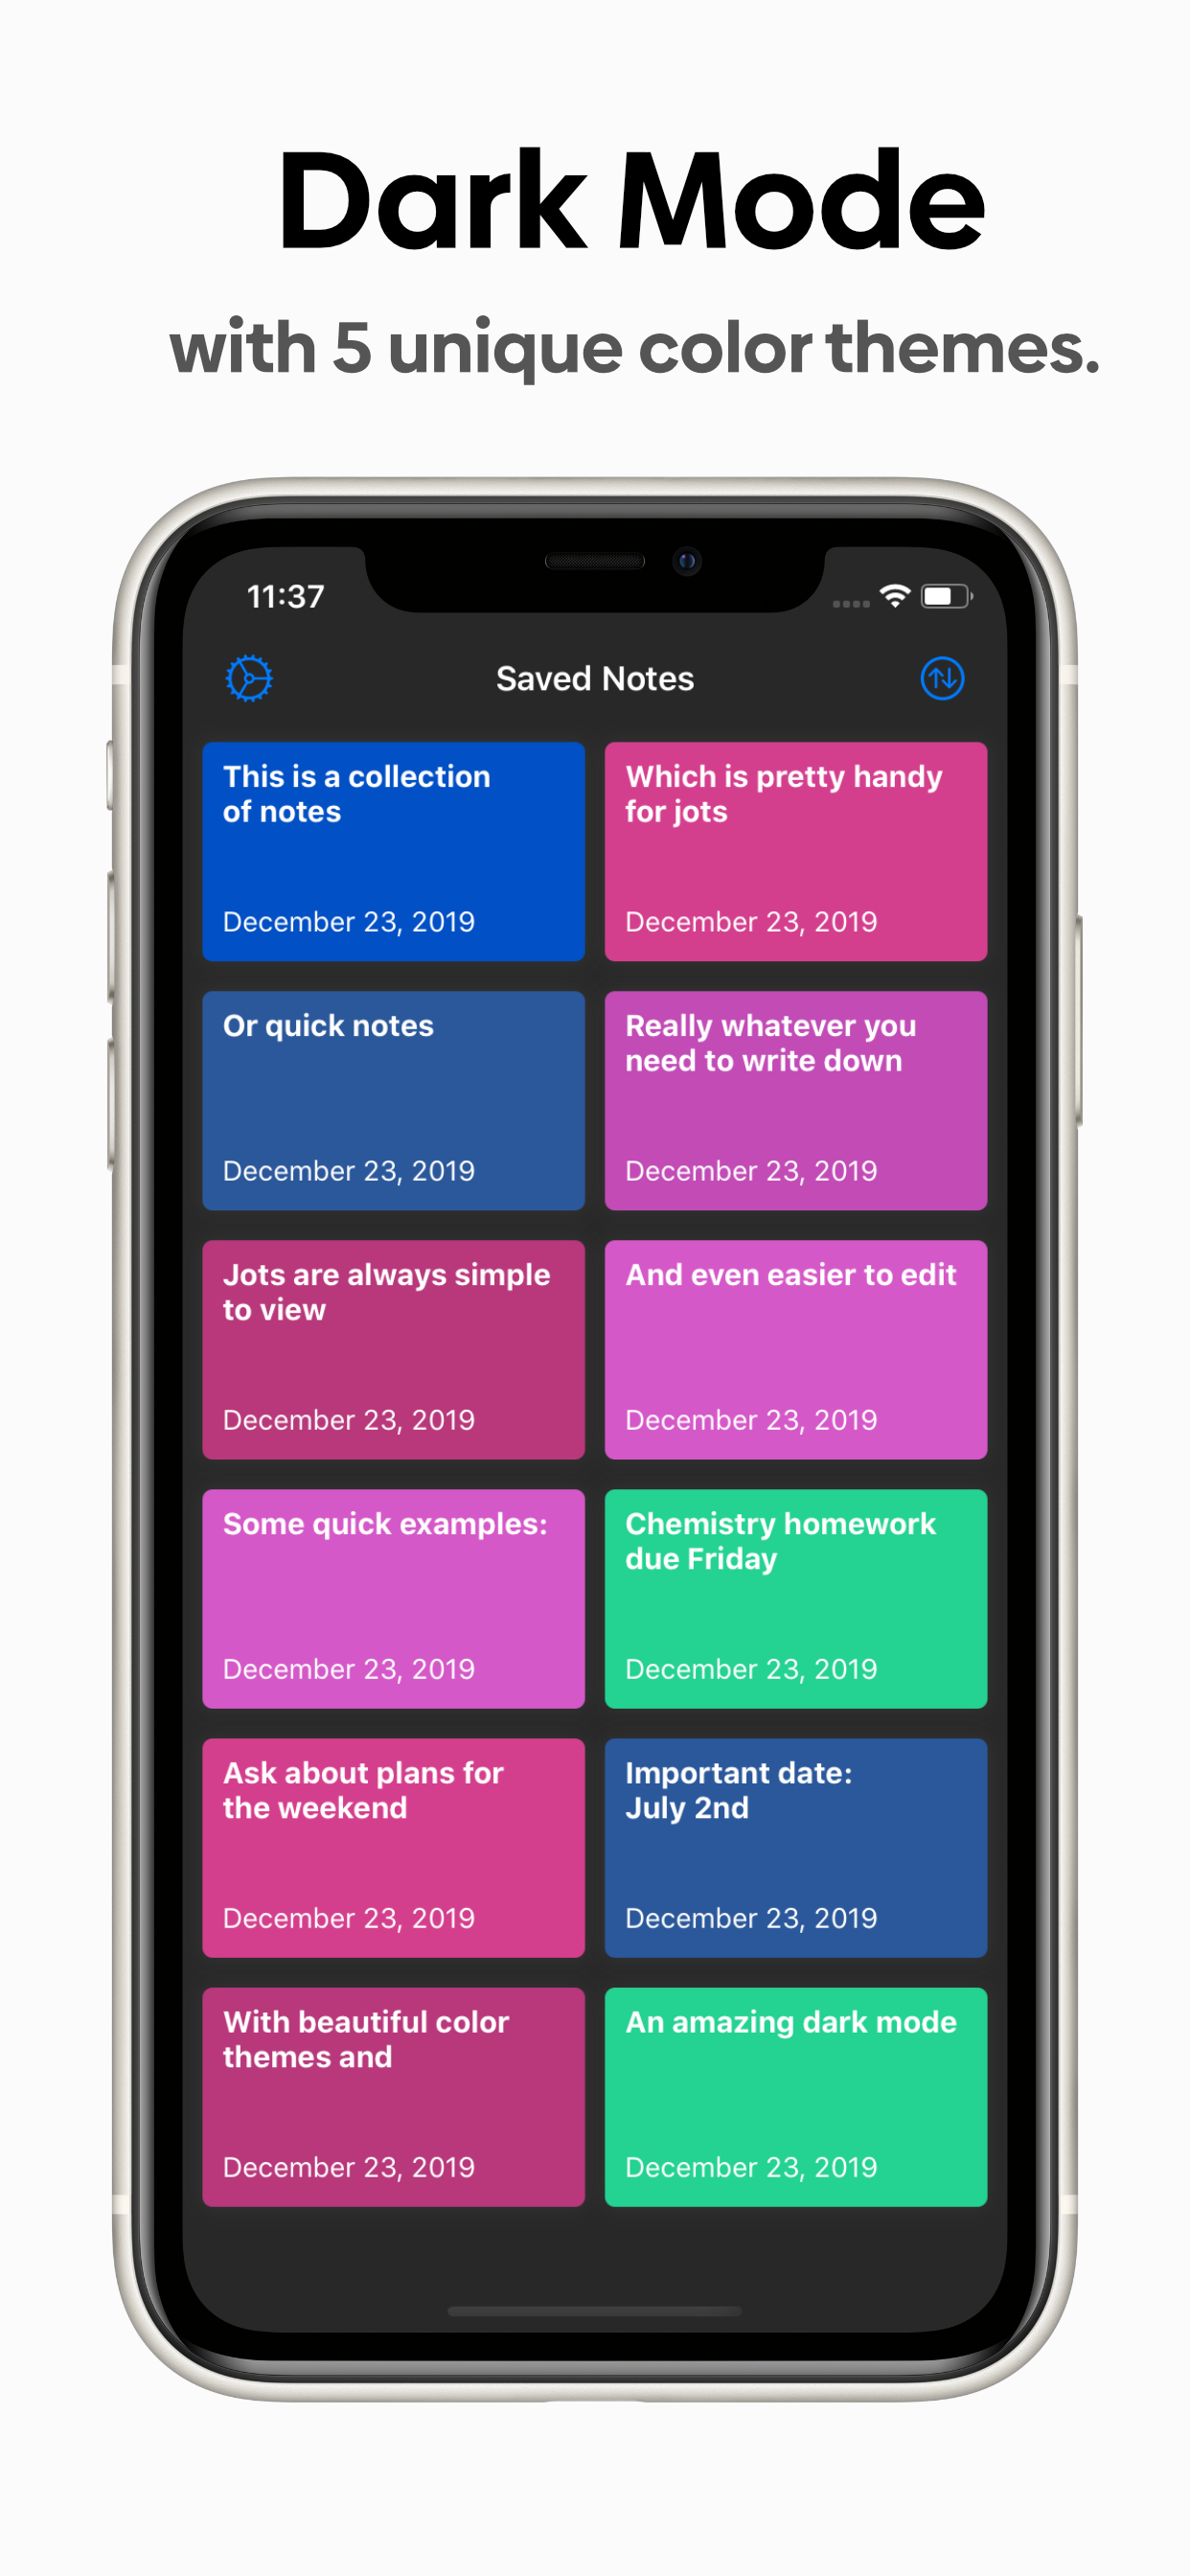 Dark Mode
with 5 unique color themes.
11:37
Saved Notes
This is a collection
of notes
December 23, 2019
Which is pretty handy
for jots
December 23, 2019
Or quick notes
December 23, 2019
Really whatever you
need to write down
December 23, 2019
Jots are always simple
to view
December 23, 2019
And even easier to edit
December 23, 2019
Some quick examples:
December 23, 2019
Chemistry homework
due Friday
December 23, 2019
Ask about plans for
the weekend
December 23, 2019
Important date:
July 2nd
December 23, 2019
With beautiful color
themes and
December 23, 2019
An amazing dark mode
December 23, 2019